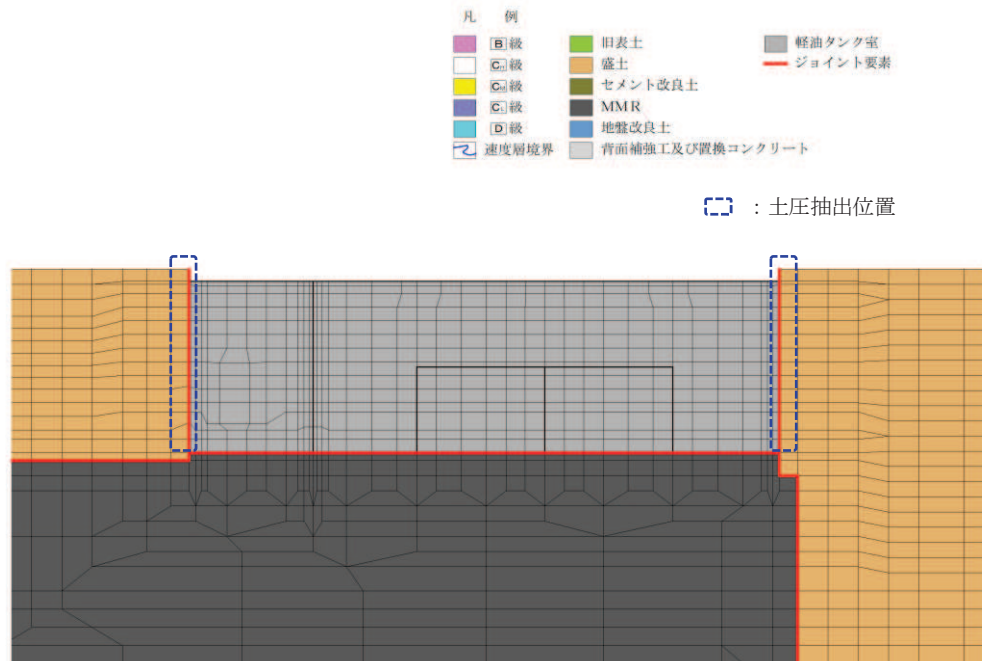 凡 例
B級 旧表土 軽油タンク室
CH級 盛土 ジョイント要素
CM級 セメント改良土
CL級 MMR
D級 地盤改良土
速度層境界 背面補強工及び置換コンクリート
：土圧抽出位置